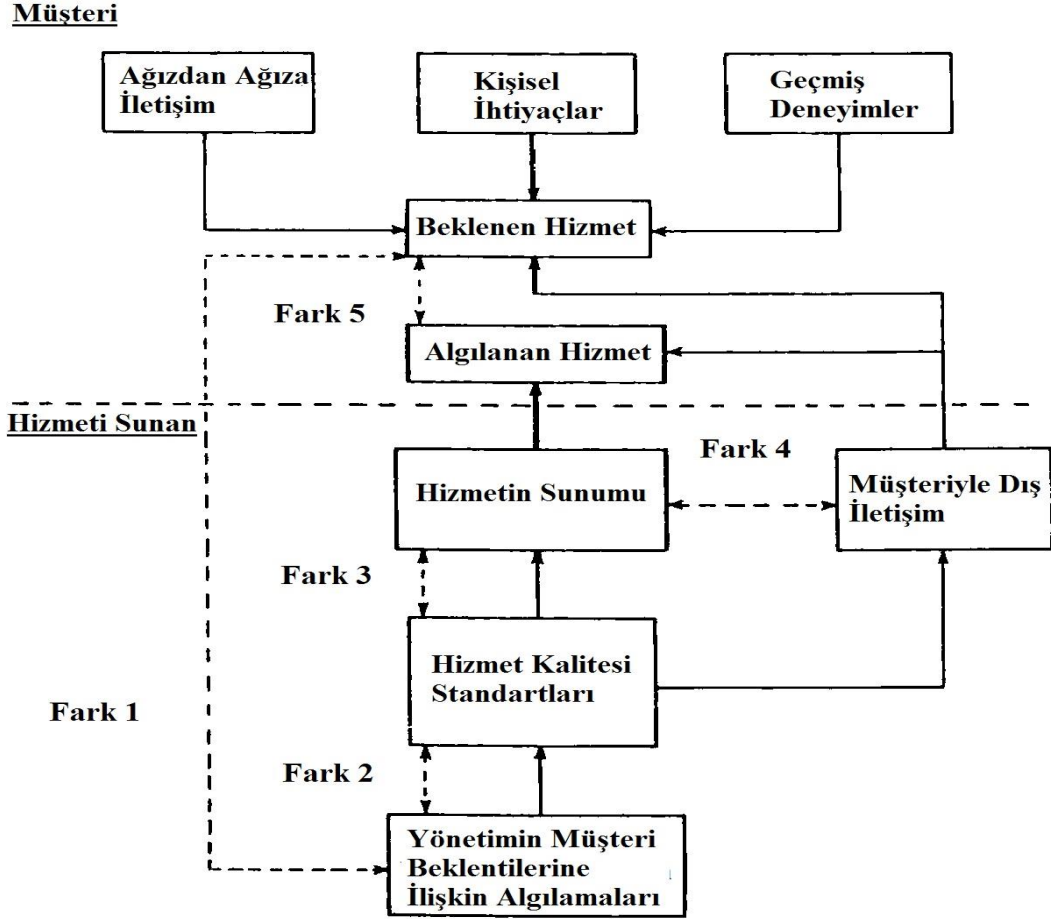 Müşteri
Ağızdan Ağıza
İletişim
Kişisel
İhtiyaçlar
Geçmiş
Deneyimler
Beklenen Hizmet
Fark 5
Algılanan Hizmet
Hizmeti Sunan
Fark 4
Hizmetin Sunumu
Müşteriyle Dış
İletişim
Fark 3
Hizmet Kalitesi
Standartları
Fark 1
Fark 2
Yönetimin Müşteri
Beklentilerine
İlişkin Algılamaları